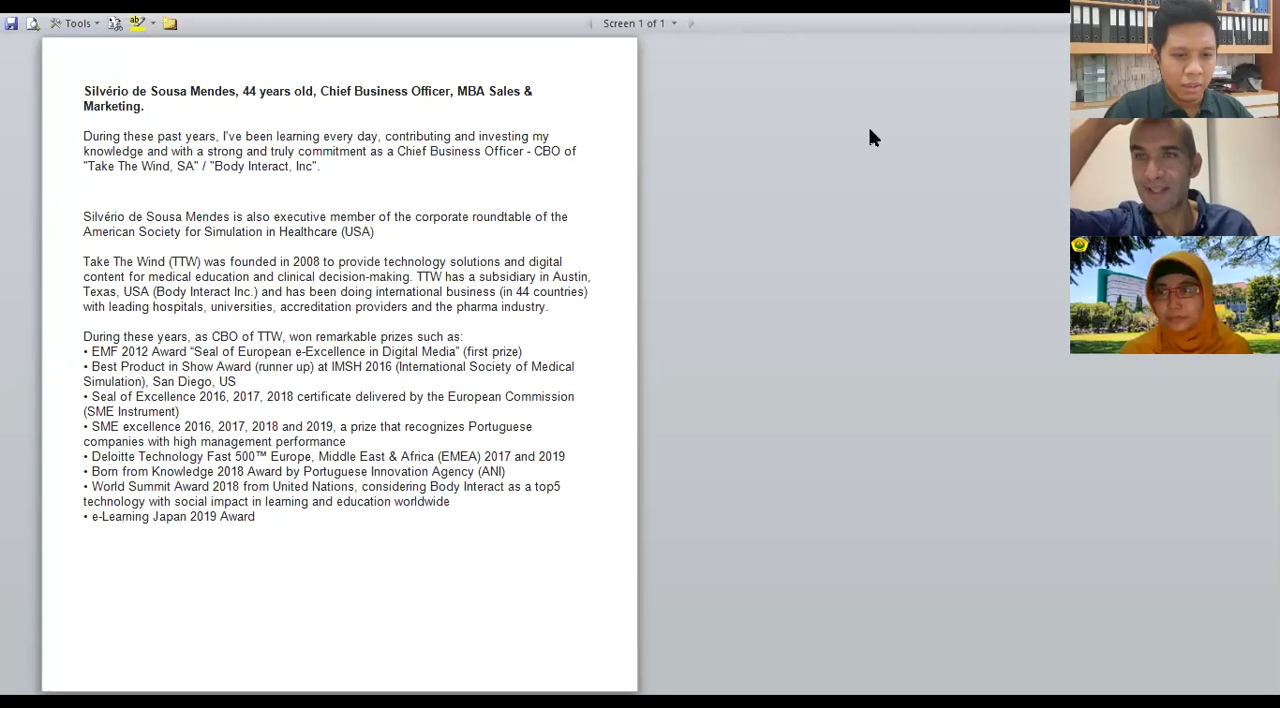 Tools
Screen 1 of 1
Silvério de Sousa Mendes, 44 years old, Chief Business Officer, MBA Sales &
Marketing.
During these past years, I've been learning every day, contributing and investing my
knowledge and with a strong and truly commitment as a Chief Business Officer - CBO of
"Take The Wind, SA" / "Body Interact, Inc".
Silvério de Sousa Mendes is also executive member of the corporate roundtable of the
American Society for Simulation in Healthcare (USA)
Take The Wind (TTW) was founded in 2008 to provide technology solutions and digital
content for medical education and clinical decision-making. TTW has a subsidiary in Austin,
Texas, USA (Body Interact Inc.) and has been doing international business (in 44 countries)
with leading hospitals, universities, accreditation providers and the pharma industry.
During these years, as CBO of TTW, won remarkable prizes such as:
• EMF 2012 Award “Seal of European e-Excellence in Digital Media” (first prize)
• Best Product in Show Award (runner up) at IMSH 2016 (International Society of Medical
Simulation), San Diego, US
• Seal of Excellence 2016, 2017, 2018 certificate delivered by the European Commission
(SME Instrument)
• SME excellence 2016, 2017, 2018 and 2019, a prize that recognizes Portuguese
companies with high management performance
• Deloitte Technology Fast 500™ Europe, Middle East & Africa (EMEA) 2017 and 2019
• Born from Knowledge 2018 Award by Portuguese Innovation Agency (ANI)
• World Summit Award 2018 from United Nations, considering Body Interact as a top5
technology with social impact in learning and education worldwide
• e-Learning Japan 2019 Award